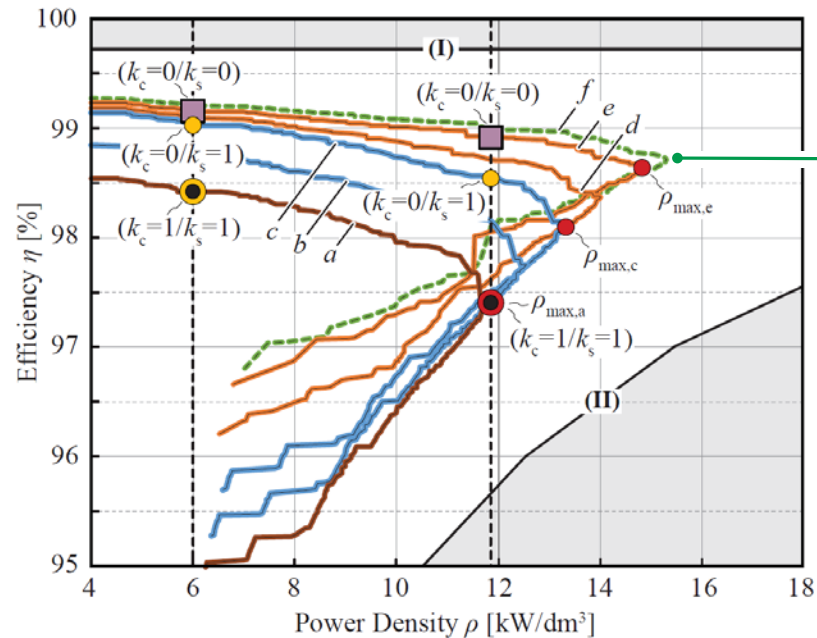 100
99
98
97
96
95
Efficiency η [%]
4
6
8
10
12
14
16
18
Power Density ρ [kW/dm³]
(I)
(kc=0/ks=0)
(kc=0/ks=0)
f
e
d
(kc=0/ks=1)
(kc=0/ks=1)
(kc=1/ks=1)
c
b
a
ρmax,e
ρmax,c
ρmax,a
(kc=1/ks=1)
(II)